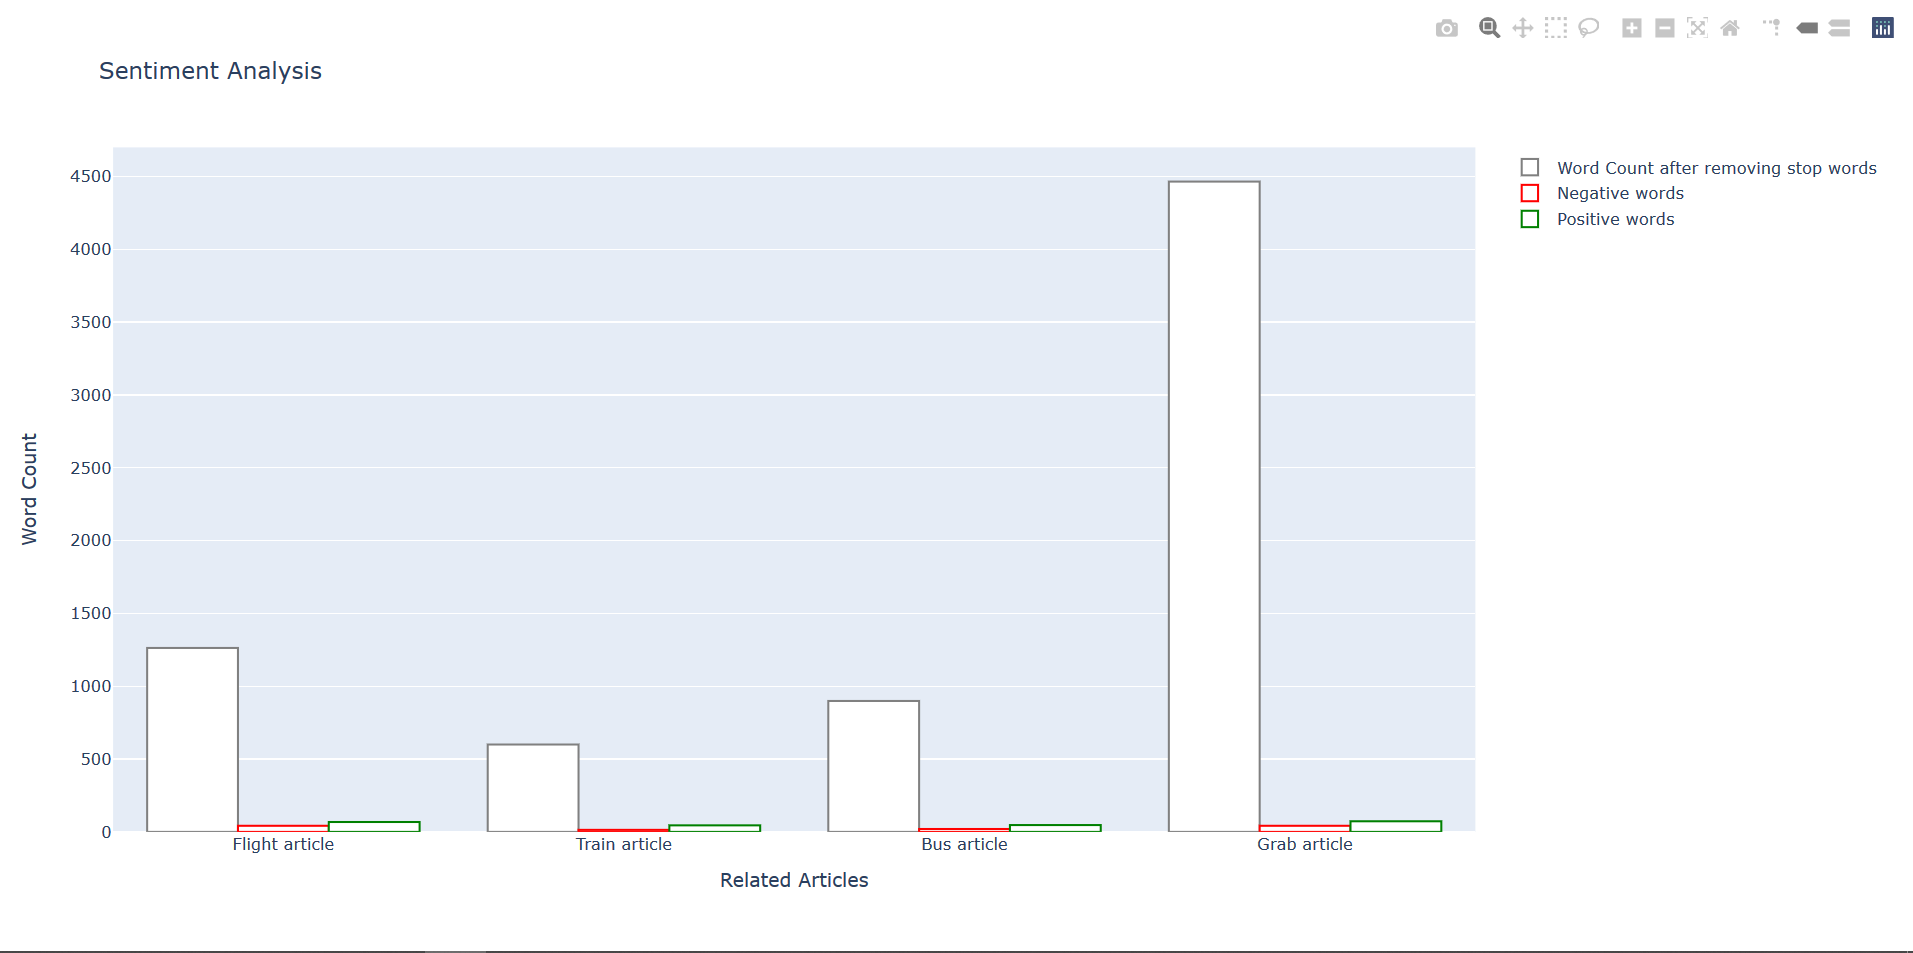 Sentiment Analysis
4500
4000
3500
3000
2500
2000
1500
1000
500
0
Word Count
Flight article
Train article
Bus article
Grab article
Related Articles
Word Count after removing stop words
Negative words
Positive words